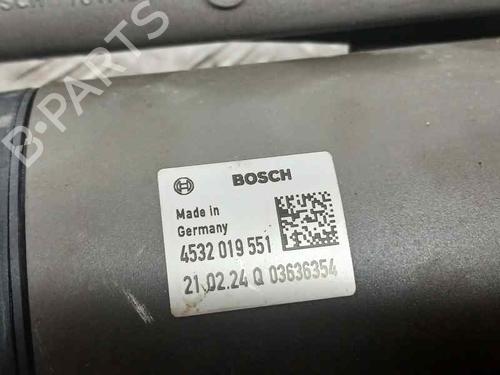 BOSCH
Made in
Germany
4532 019 551
21.02.24 Q 03636354
B-PARTS